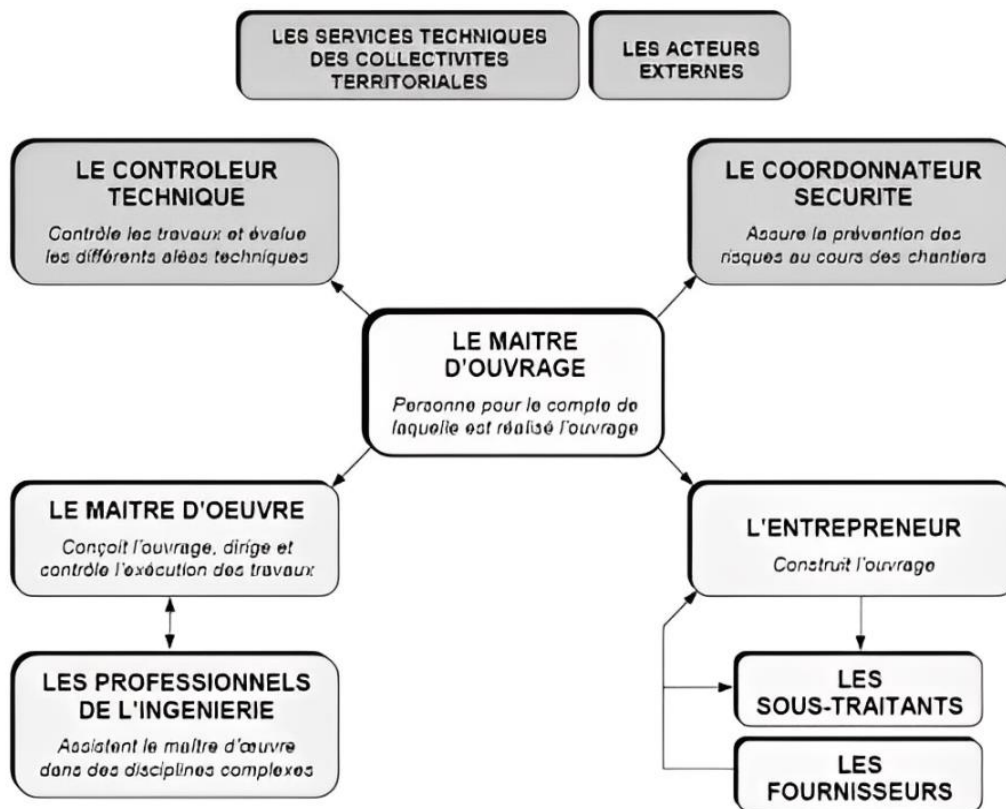 LES SERVICES TECHNIQUES
DES COLLECTIVITES
TERRITORIALES
LES ACTEURS
EXTERNES
LE CONTROLEUR
TECHNIQUE
Contrôle les travaux et évalue
les différents aléas techniques
LE COORDONNATEUR
SECURITE
Assure la prévention des
risques au cours des chantiers
LE MAITRE
D'OUVRAGE
Personne pour le compte de
laquelle est réalisé l'ouvrage
LE MAITRE D'OEUVRE
Conçoit l'ouvrage, dirige et
contrôle l'exécution des travaux
L'ENTREPRENEUR
Construit l'ouvrage
LES PROFESSIONNELS
DE L'INGENIERIE
Assistent le maître d'œuvre
dans des disciplines complexes
LES
SOUS-TRAITANTS
LES
FOURNISSEURS